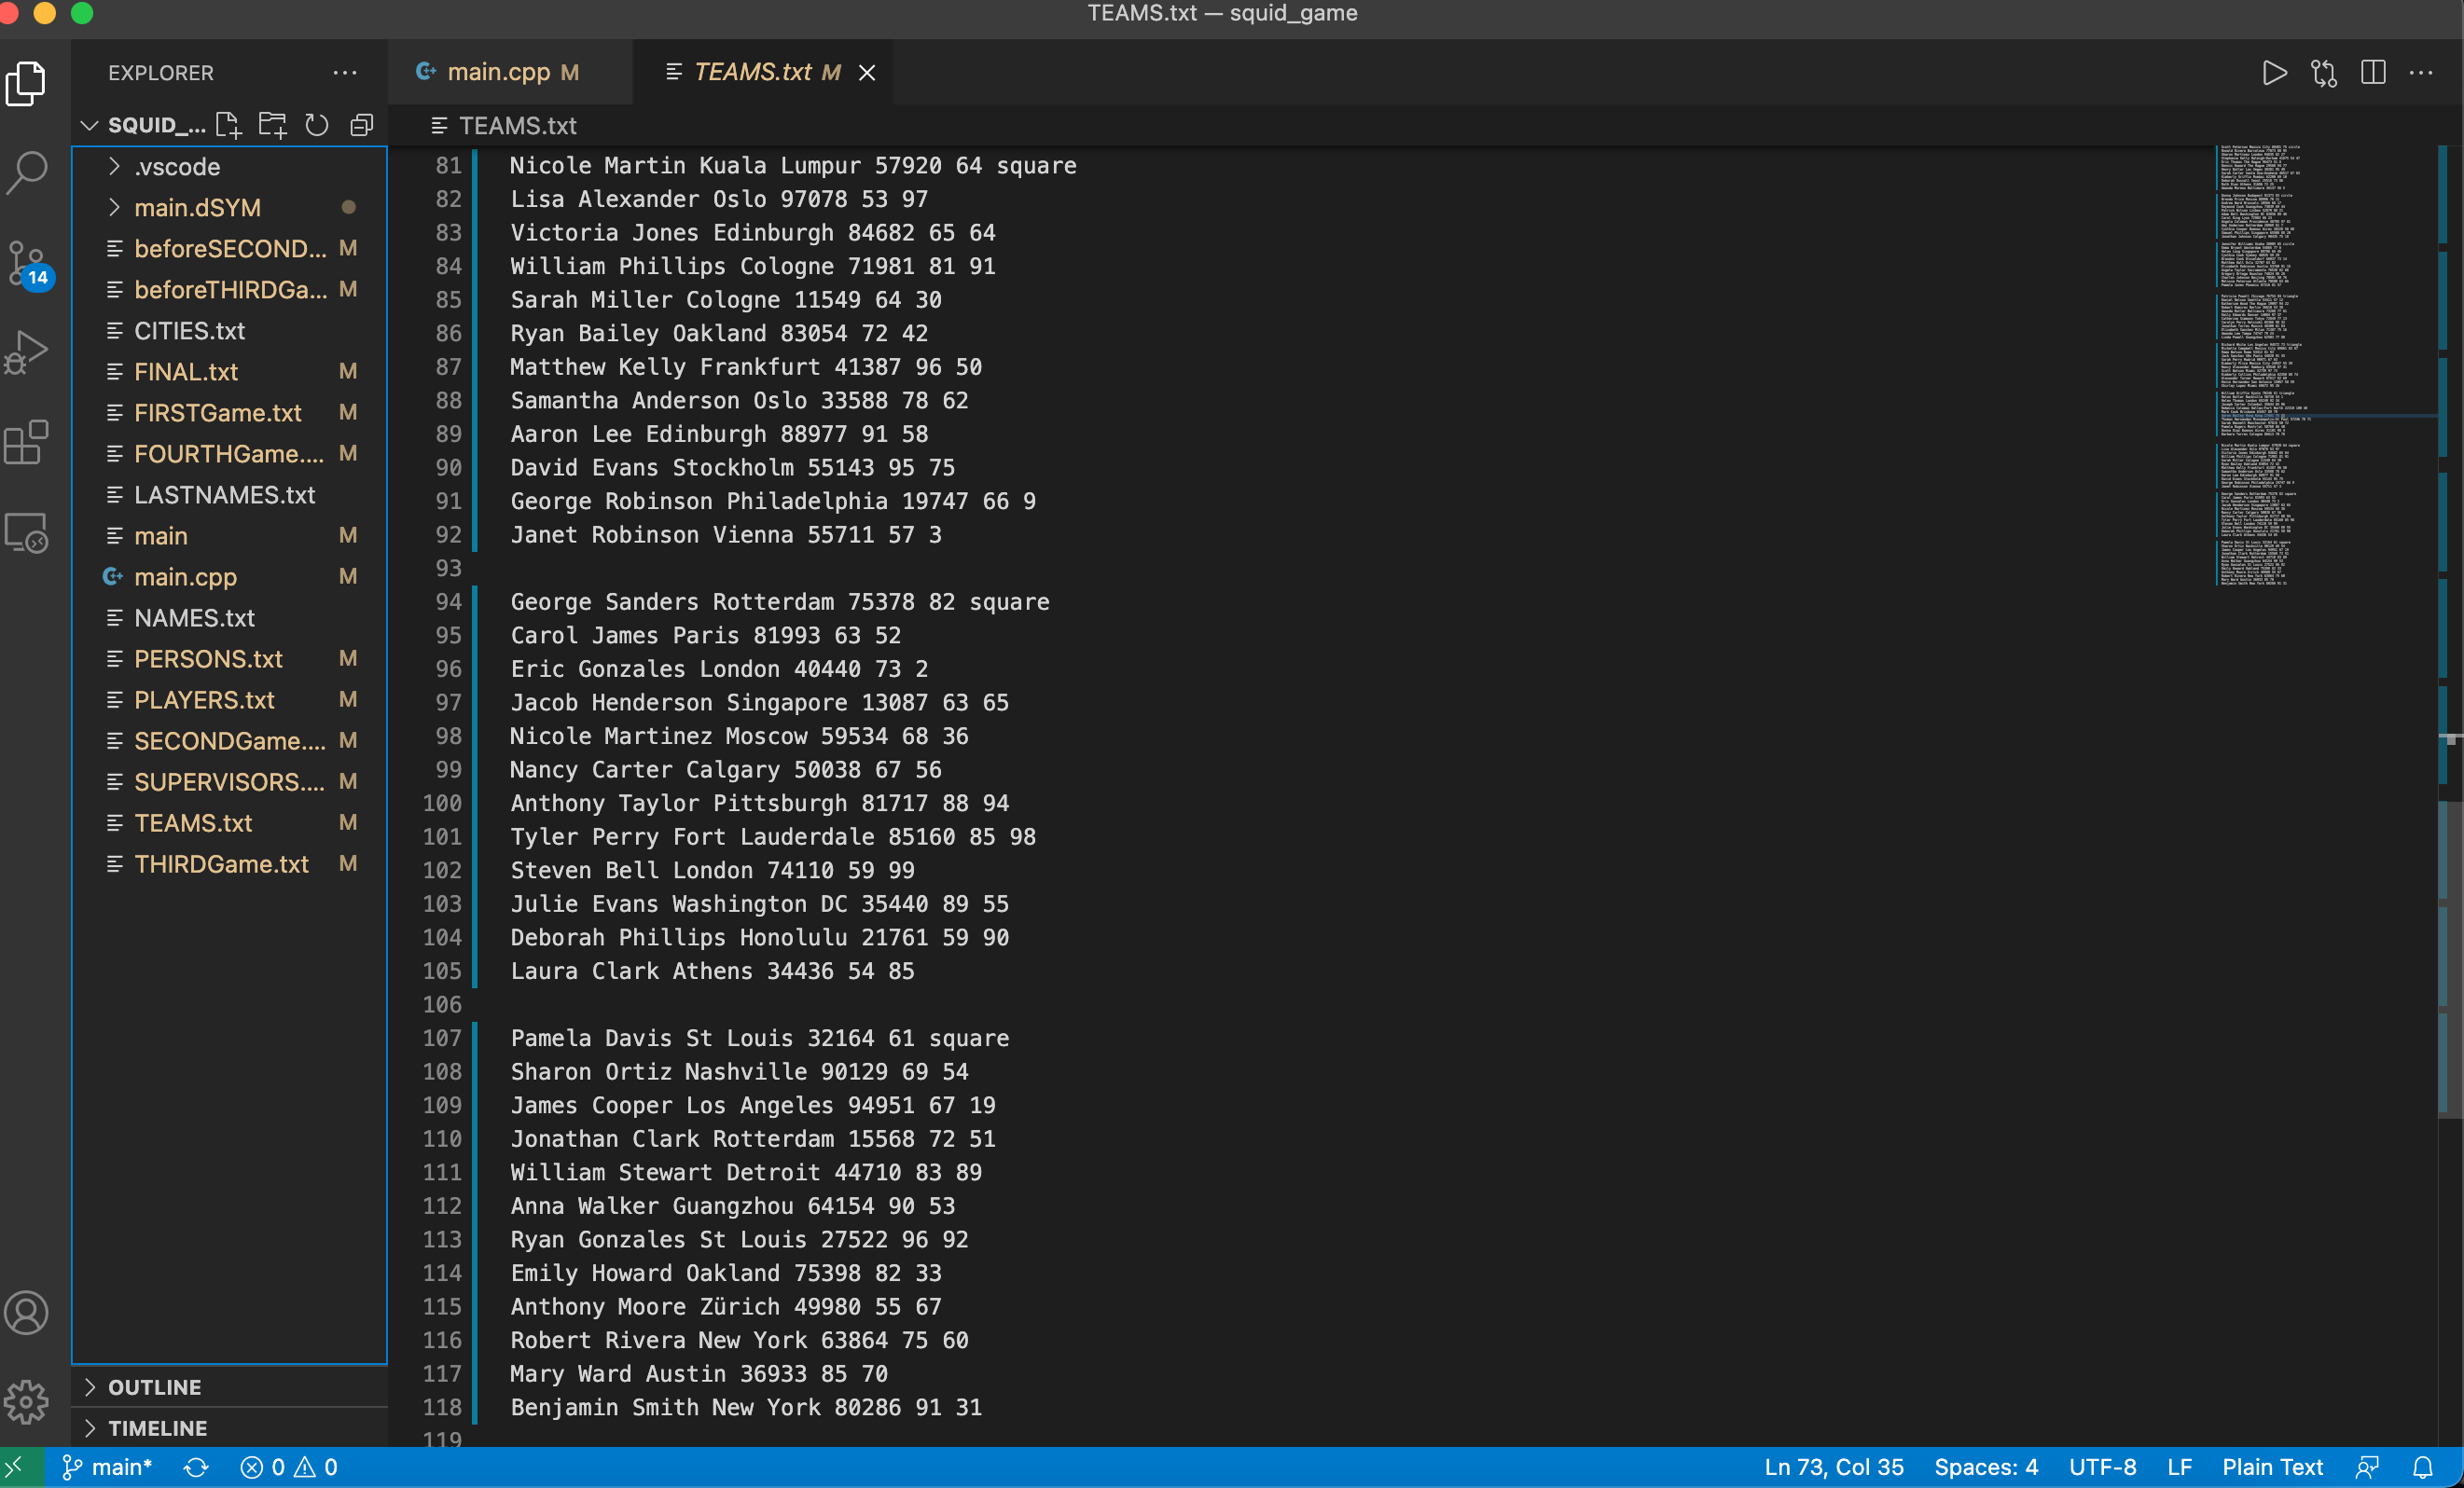 TEAMS.txt — squid_game
EXPLORER
main.cpp M
TEAMS.txt M
SQUID_...
TEAMS.txt
.vscode
main.dSYM
beforeSECOND... M
beforeTHIRDGa... M
CITIES.txt
FINAL.txt M
FIRSTGame.txt M
FOURTHGame.... M
LASTNAMES.txt
main M
main.cpp M
NAMES.txt
PERSONS.txt M
PLAYERS.txt M
SECONDGame.... M
SUPERVISORS.... M
TEAMS.txt M
THIRDGame.txt M
14
OUTLINE
TIMELINE
81 Nicole Martin Kuala Lumpur 57920 64 square
82 Lisa Alexander Oslo 97078 53 97
83 Victoria Jones Edinburgh 84682 65 64
84 William Phillips Cologne 71981 81 91
85 Sarah Miller Cologne 11549 64 30
86 Ryan Bailey Oakland 83054 72 42
87 Matthew Kelly Frankfurt 41387 96 50
88 Samantha Anderson Oslo 33588 78 62
89 Aaron Lee Edinburgh 88977 91 58
90 David Evans Stockholm 55143 95 75
91 George Robinson Philadelphia 19747 66 9
92 Janet Robinson Vienna 55711 57 3
93
94 George Sanders Rotterdam 75378 82 square
95 Carol James Paris 81993 63 52
96 Eric Gonzales London 40440 73 2
97 Jacob Henderson Singapore 13087 63 65
98 Nicole Martinez Moscow 59534 68 36
99 Nancy Carter Calgary 50038 67 56
100 Anthony Taylor Pittsburgh 81717 88 94
101 Tyler Perry Fort Lauderdale 85160 85 98
102 Steven Bell London 74110 59 99
103 Julie Evans Washington DC 35440 89 55
104 Deborah Phillips Honolulu 21761 59 90
105 Laura Clark Athens 34436 54 85
106
107 Pamela Davis St Louis 32164 61 square
108 Sharon Ortiz Nashville 90129 69 54
109 James Cooper Los Angeles 94951 67 19
110 Jonathan Clark Rotterdam 15568 72 51
111 William Stewart Detroit 44710 83 89
112 Anna Walker Guangzhou 64154 90 53
113 Ryan Gonzales St Louis 27522 96 92
114 Emily Howard Oakland 75398 82 33
115 Anthony Moore Zürich 49980 55 67
116 Robert Rivera New York 63864 75 60
117 Mary Ward Austin 36933 85 70
118 Benjamin Smith New York 80286 91 31
119
main* 0 0 Ln 73, Col 35 Spaces: 4 UTF-8 LF Plain Text